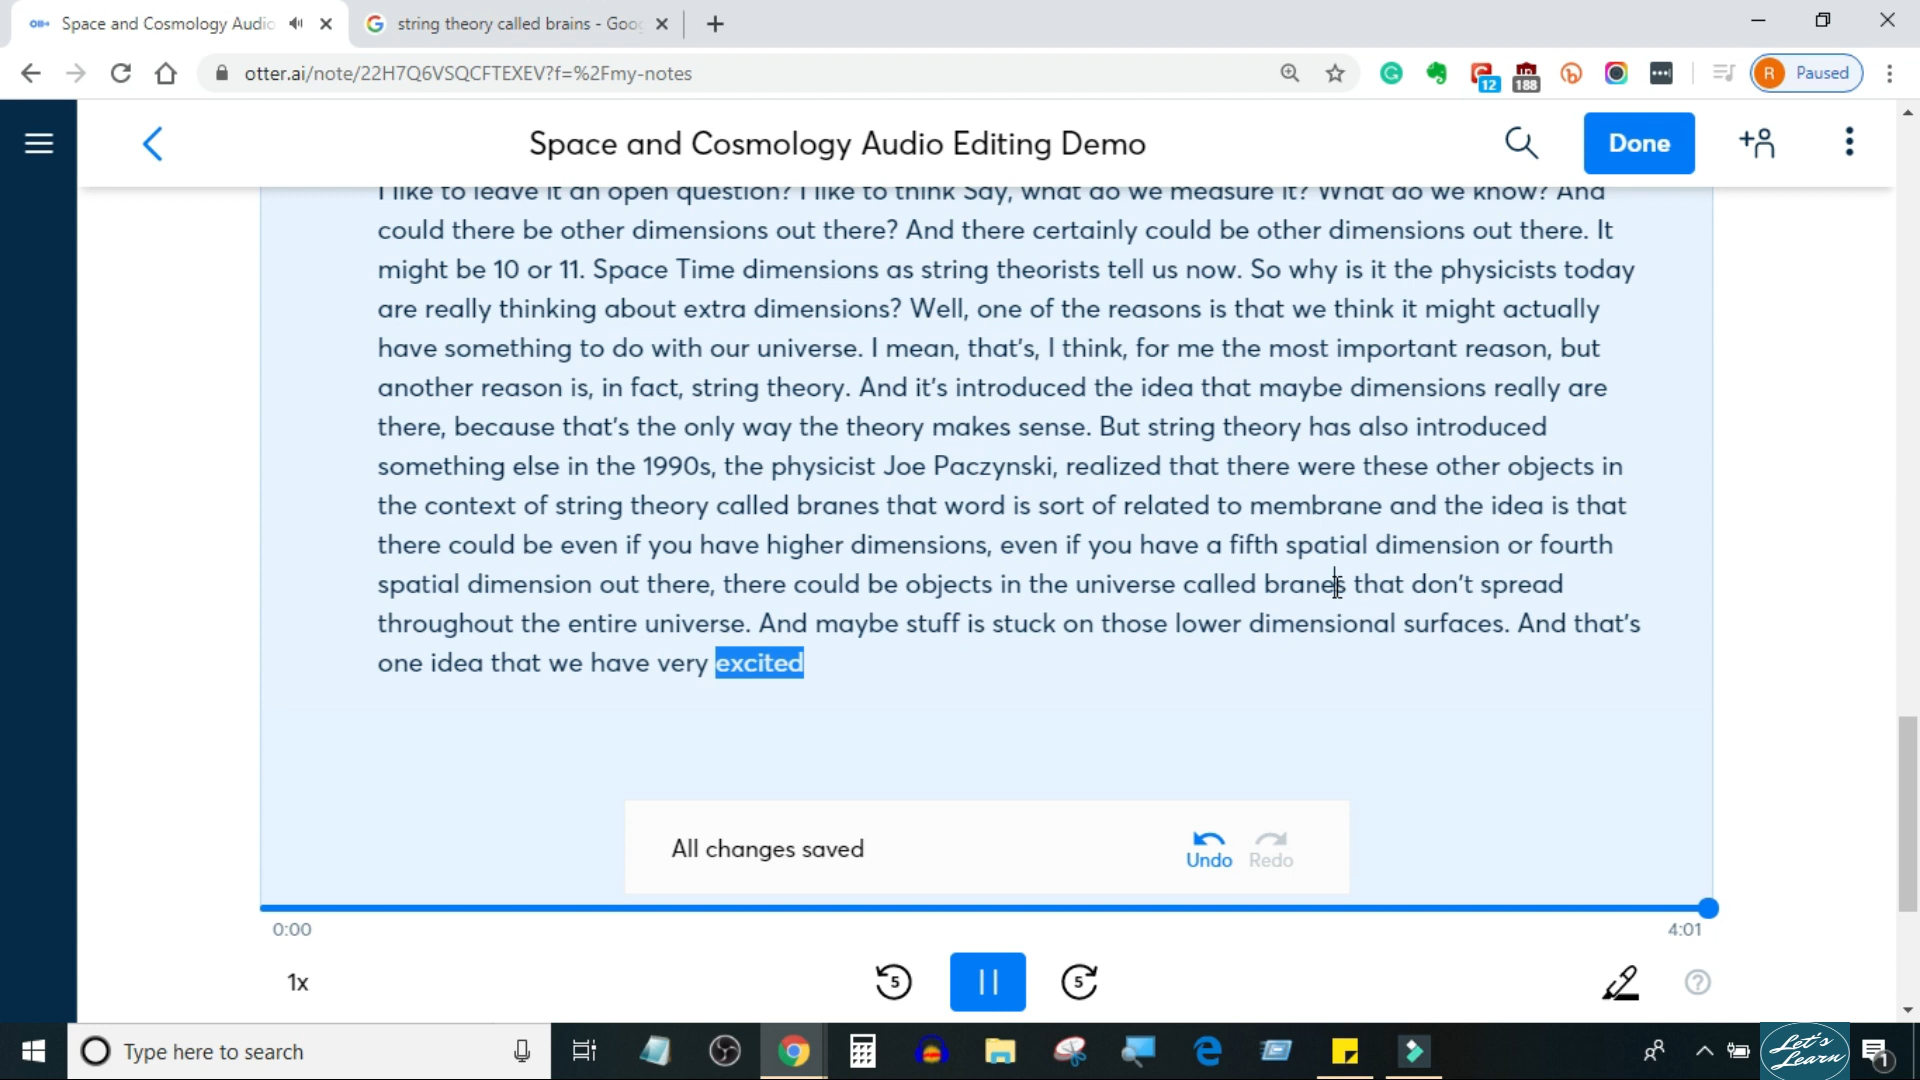 Space and Cosmology Audio
string theory called brains - Goo
otter.ai/note/22H7Q6VSQCFTEXEV?f=%2Fmy-notes
12
188
R
Paused
Space and Cosmology Audio Editing Demo
Done
I like to leave it an open question? I like to think Say, what do we measure it? What do we know? And
could there be other dimensions out there? And there certainly could be other dimensions out there. It
might be 10 or 11. Space Time dimensions as string theorists tell us now. So why is it the physicists today
are really thinking about extra dimensions? Well, one of the reasons is that we think it might actually
have something to do with our universe. I mean, that's, I think, for me the most important reason, but
another reason is, in fact, string theory. And it's introduced the idea that maybe dimensions really are
there, because that's the only way the theory makes sense. But string theory has also introduced
something else in the 1990s, the physicist Joe Paczynski, realized that there were these other objects in
the context of string theory called branes that word is sort of related to membrane and the idea is that
there could be even if you have higher dimensions, even if you have a fifth spatial dimension or fourth
spatial dimension out there, there could be objects in the universe called branes that don't spread
throughout the entire universe. And maybe stuff is stuck on those lower dimensional surfaces. And that's
one idea that we have very excited
All changes saved
Undo
Redo
0:00
4:01
1x
5
5
Type here to search
Let's
Learn
1